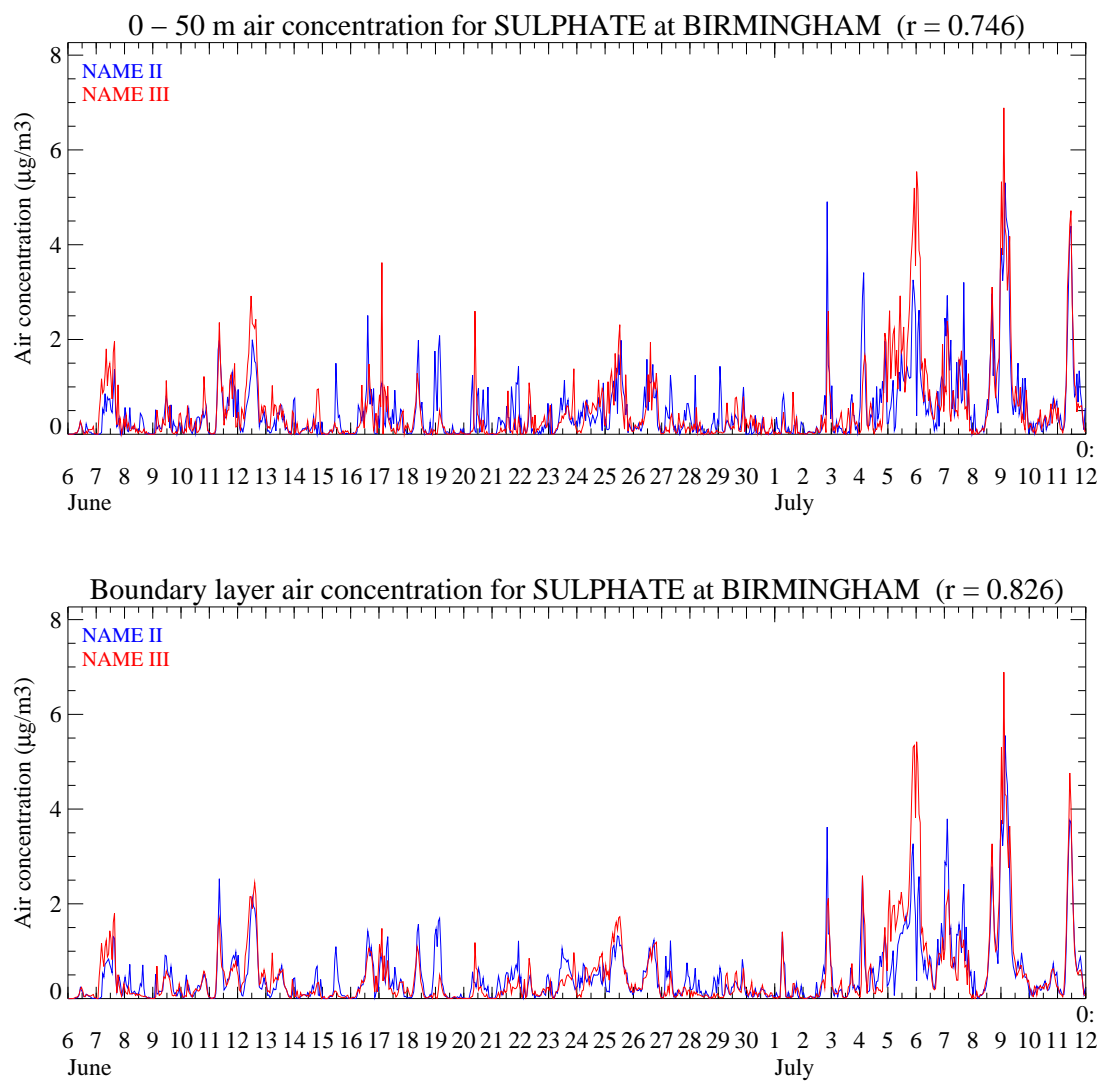 0 – 50 m air concentration for SULPHATE at BIRMINGHAM (r = 0.746)
8
NAME II
NAME III
6
Air concentration (µg/m3)
4
2
0
0:
6 7 8 9 10 11 12 13 14 15 16 17 18 19 20 21 22 23 24 25 26 27 28 29 30 1 2 3 4 5 6 7 8 9 10 11 12
June July
Boundary layer air concentration for SULPHATE at BIRMINGHAM (r = 0.826)
8
NAME II
NAME III
6
Air concentration (µg/m3)
4
2
0
0:
6 7 8 9 10 11 12 13 14 15 16 17 18 19 20 21 22 23 24 25 26 27 28 29 30 1 2 3 4 5 6 7 8 9 10 11 12
June July